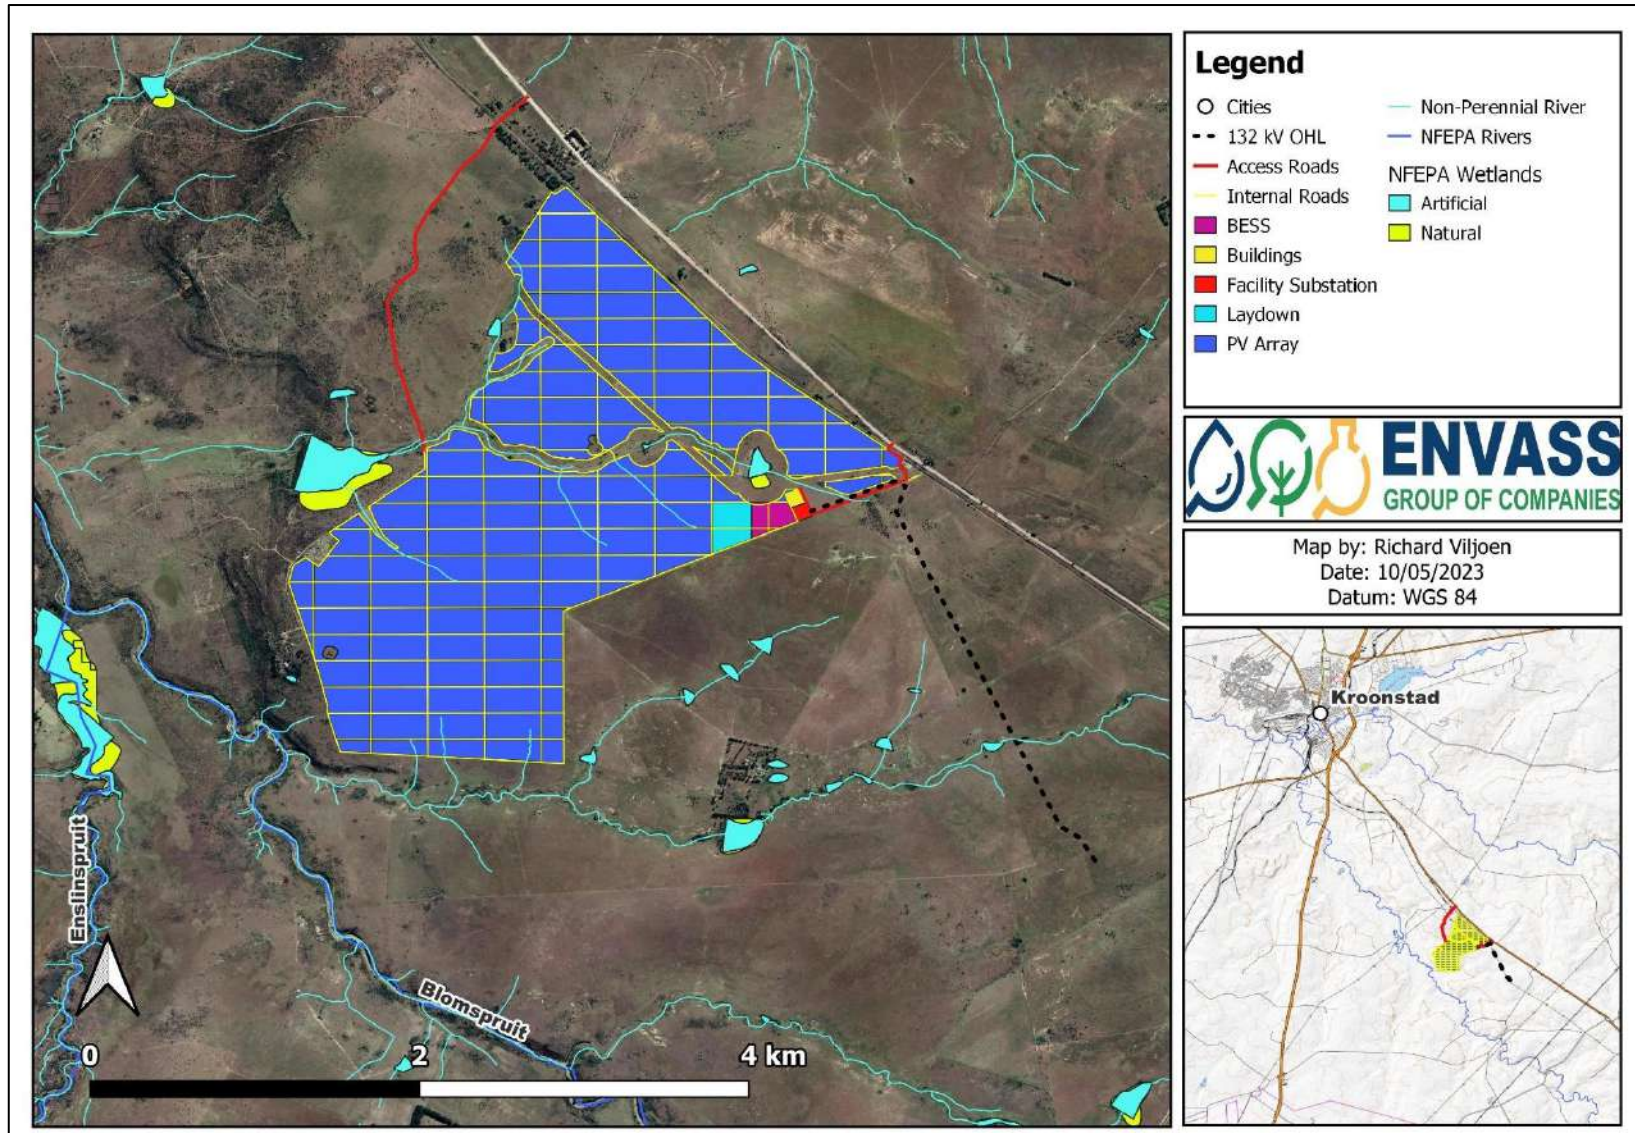 Legend
Cities
132 kV OHL
Access Roads
Internal Roads
BESS
Buildings
Facility Substation
Laydown
PV Array
Non-Perennial River
NFEPA Rivers
NFEPA Wetlands
Artificial
Natural
ENVASS
GROUP OF COMPANIES
Map by: Richard Viljoen
Date: 10/05/2023
Datum: WGS 84
Kroonstad
Enslinspruit
Blomspruit
0 2 4 km